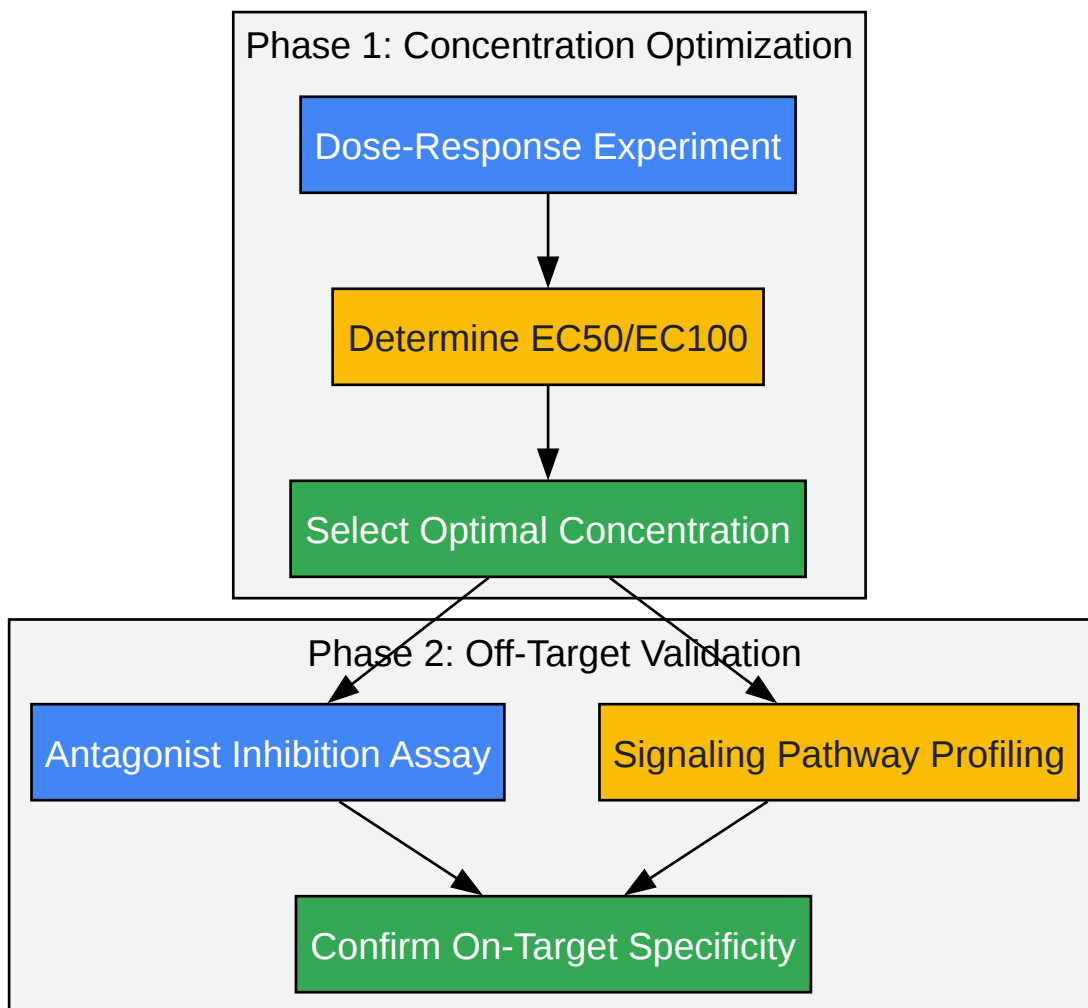 Phase 1: Concentration Optimization
Dose-Response Experiment
Determine EC50/EC100
Select Optimal Concentration
Phase 2: Off-Target Validation
Antagonist Inhibition Assay
Signaling Pathway Profiling
Confirm On-Target Specificity